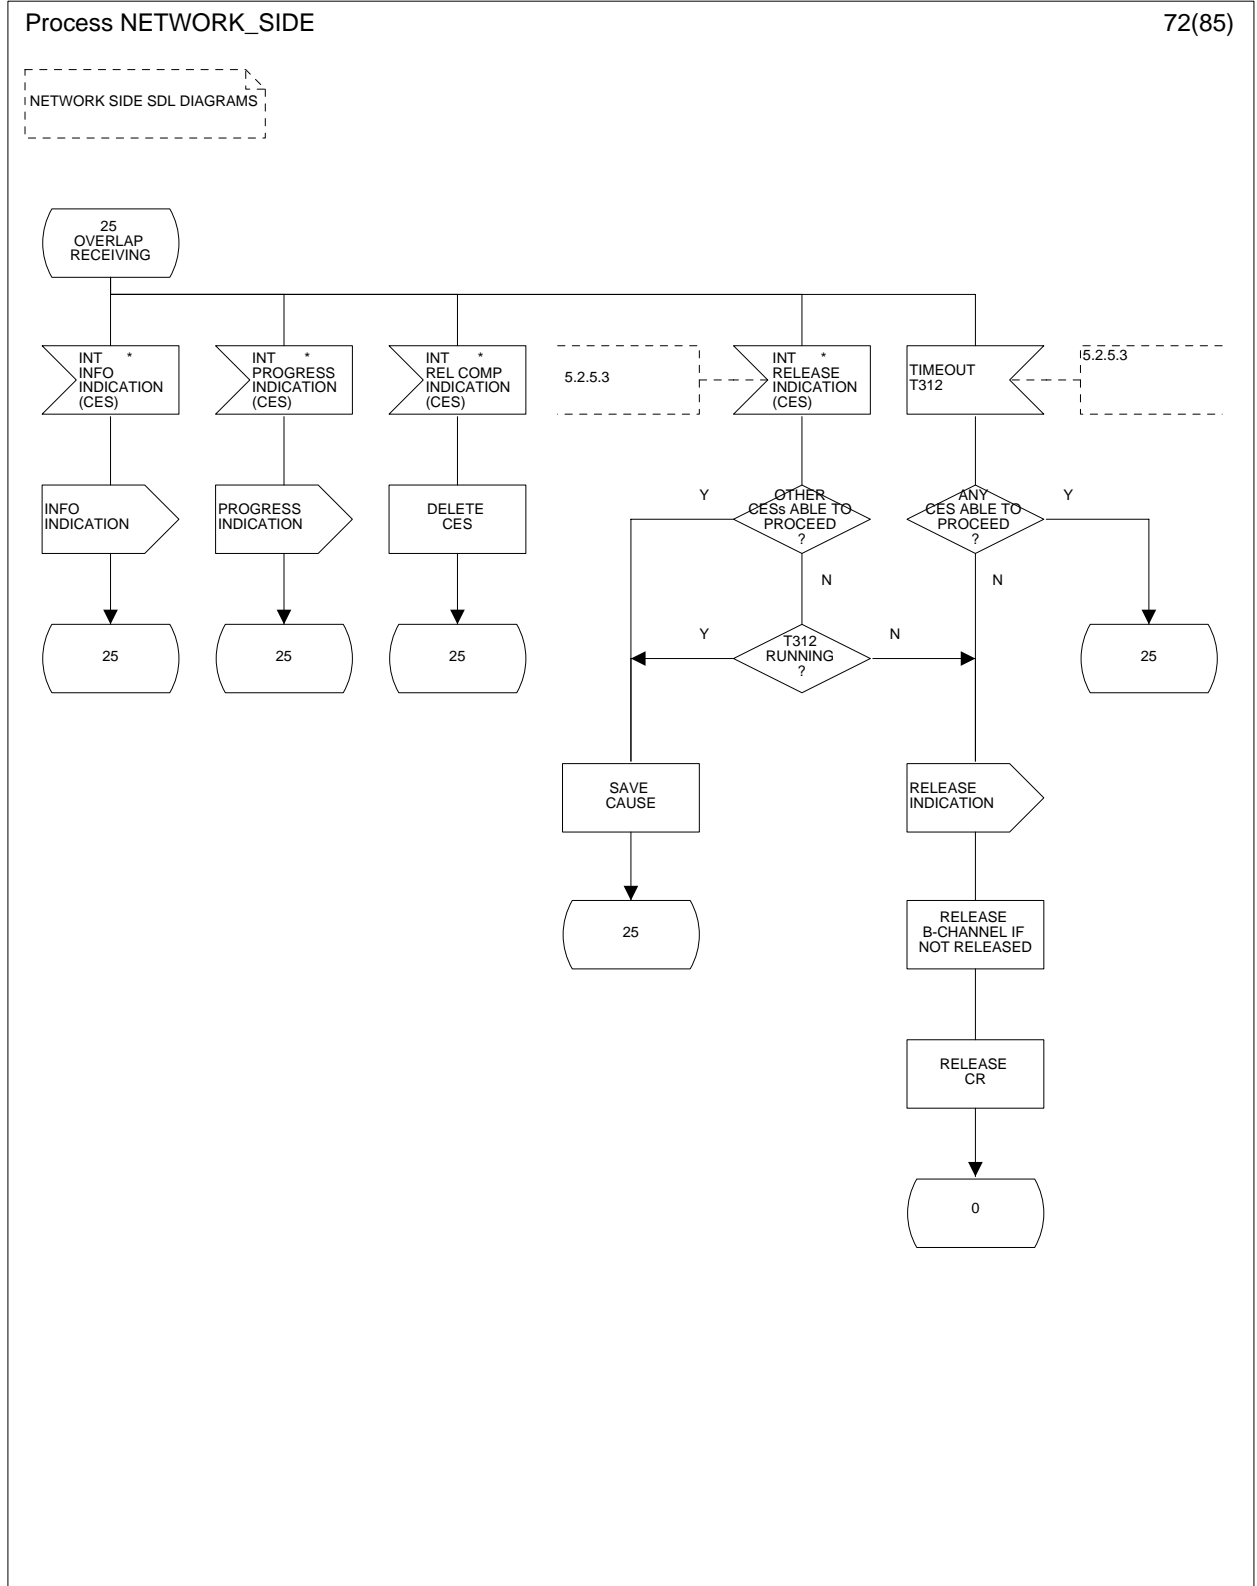 Process NETWORK_SIDE
72(85)
NETWORK SIDE SDL DIAGRAMS
25
OVERLAP
RECEIVING
INT *
INFO
INDICATION
(CES)
INT *
PROGRESS
INDICATION
(CES)
INT *
REL COMP
INDICATION
(CES)
5.2.5.3
INT *
RELEASE
INDICATION
(CES)
TIMEOUT
T312
5.2.5.3
INFO
INDICATION
PROGRESS
INDICATION
DELETE
CES
Y
OTHER
CESs ABLE TO
PROCEED
?
N
ANY
CES ABLE TO
PROCEED
?
Y
N
25
25
25
Y
T312
RUNNING
?
N
25
SAVE
CAUSE
RELEASE
INDICATION
25
RELEASE
B-CHANNEL IF
NOT RELEASED
RELEASE
CR
0